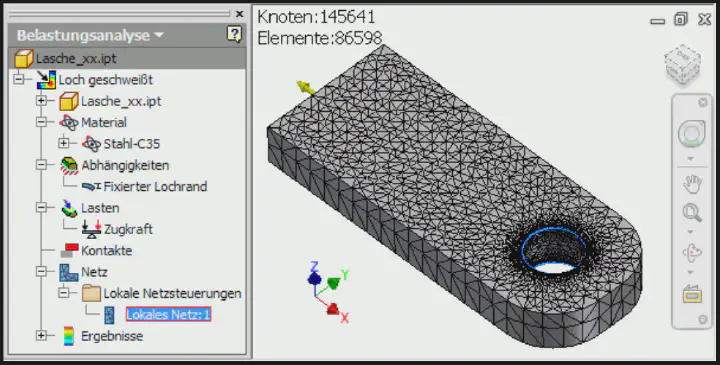 Belastungsanalyse
?
Lasche_xx.ipt
Loch geschweißt
Lasche_xx.ipt
Material
Stahl-C35
Abhängigkeiten
Fixierter Lochrand
Lasten
Zugkraft
Kontakte
Netz
Lokale Netzsteuerungen
Lokales Netz:1
Ergebnisse
Knoten:145641
Elemente:86598
Z
Y
X